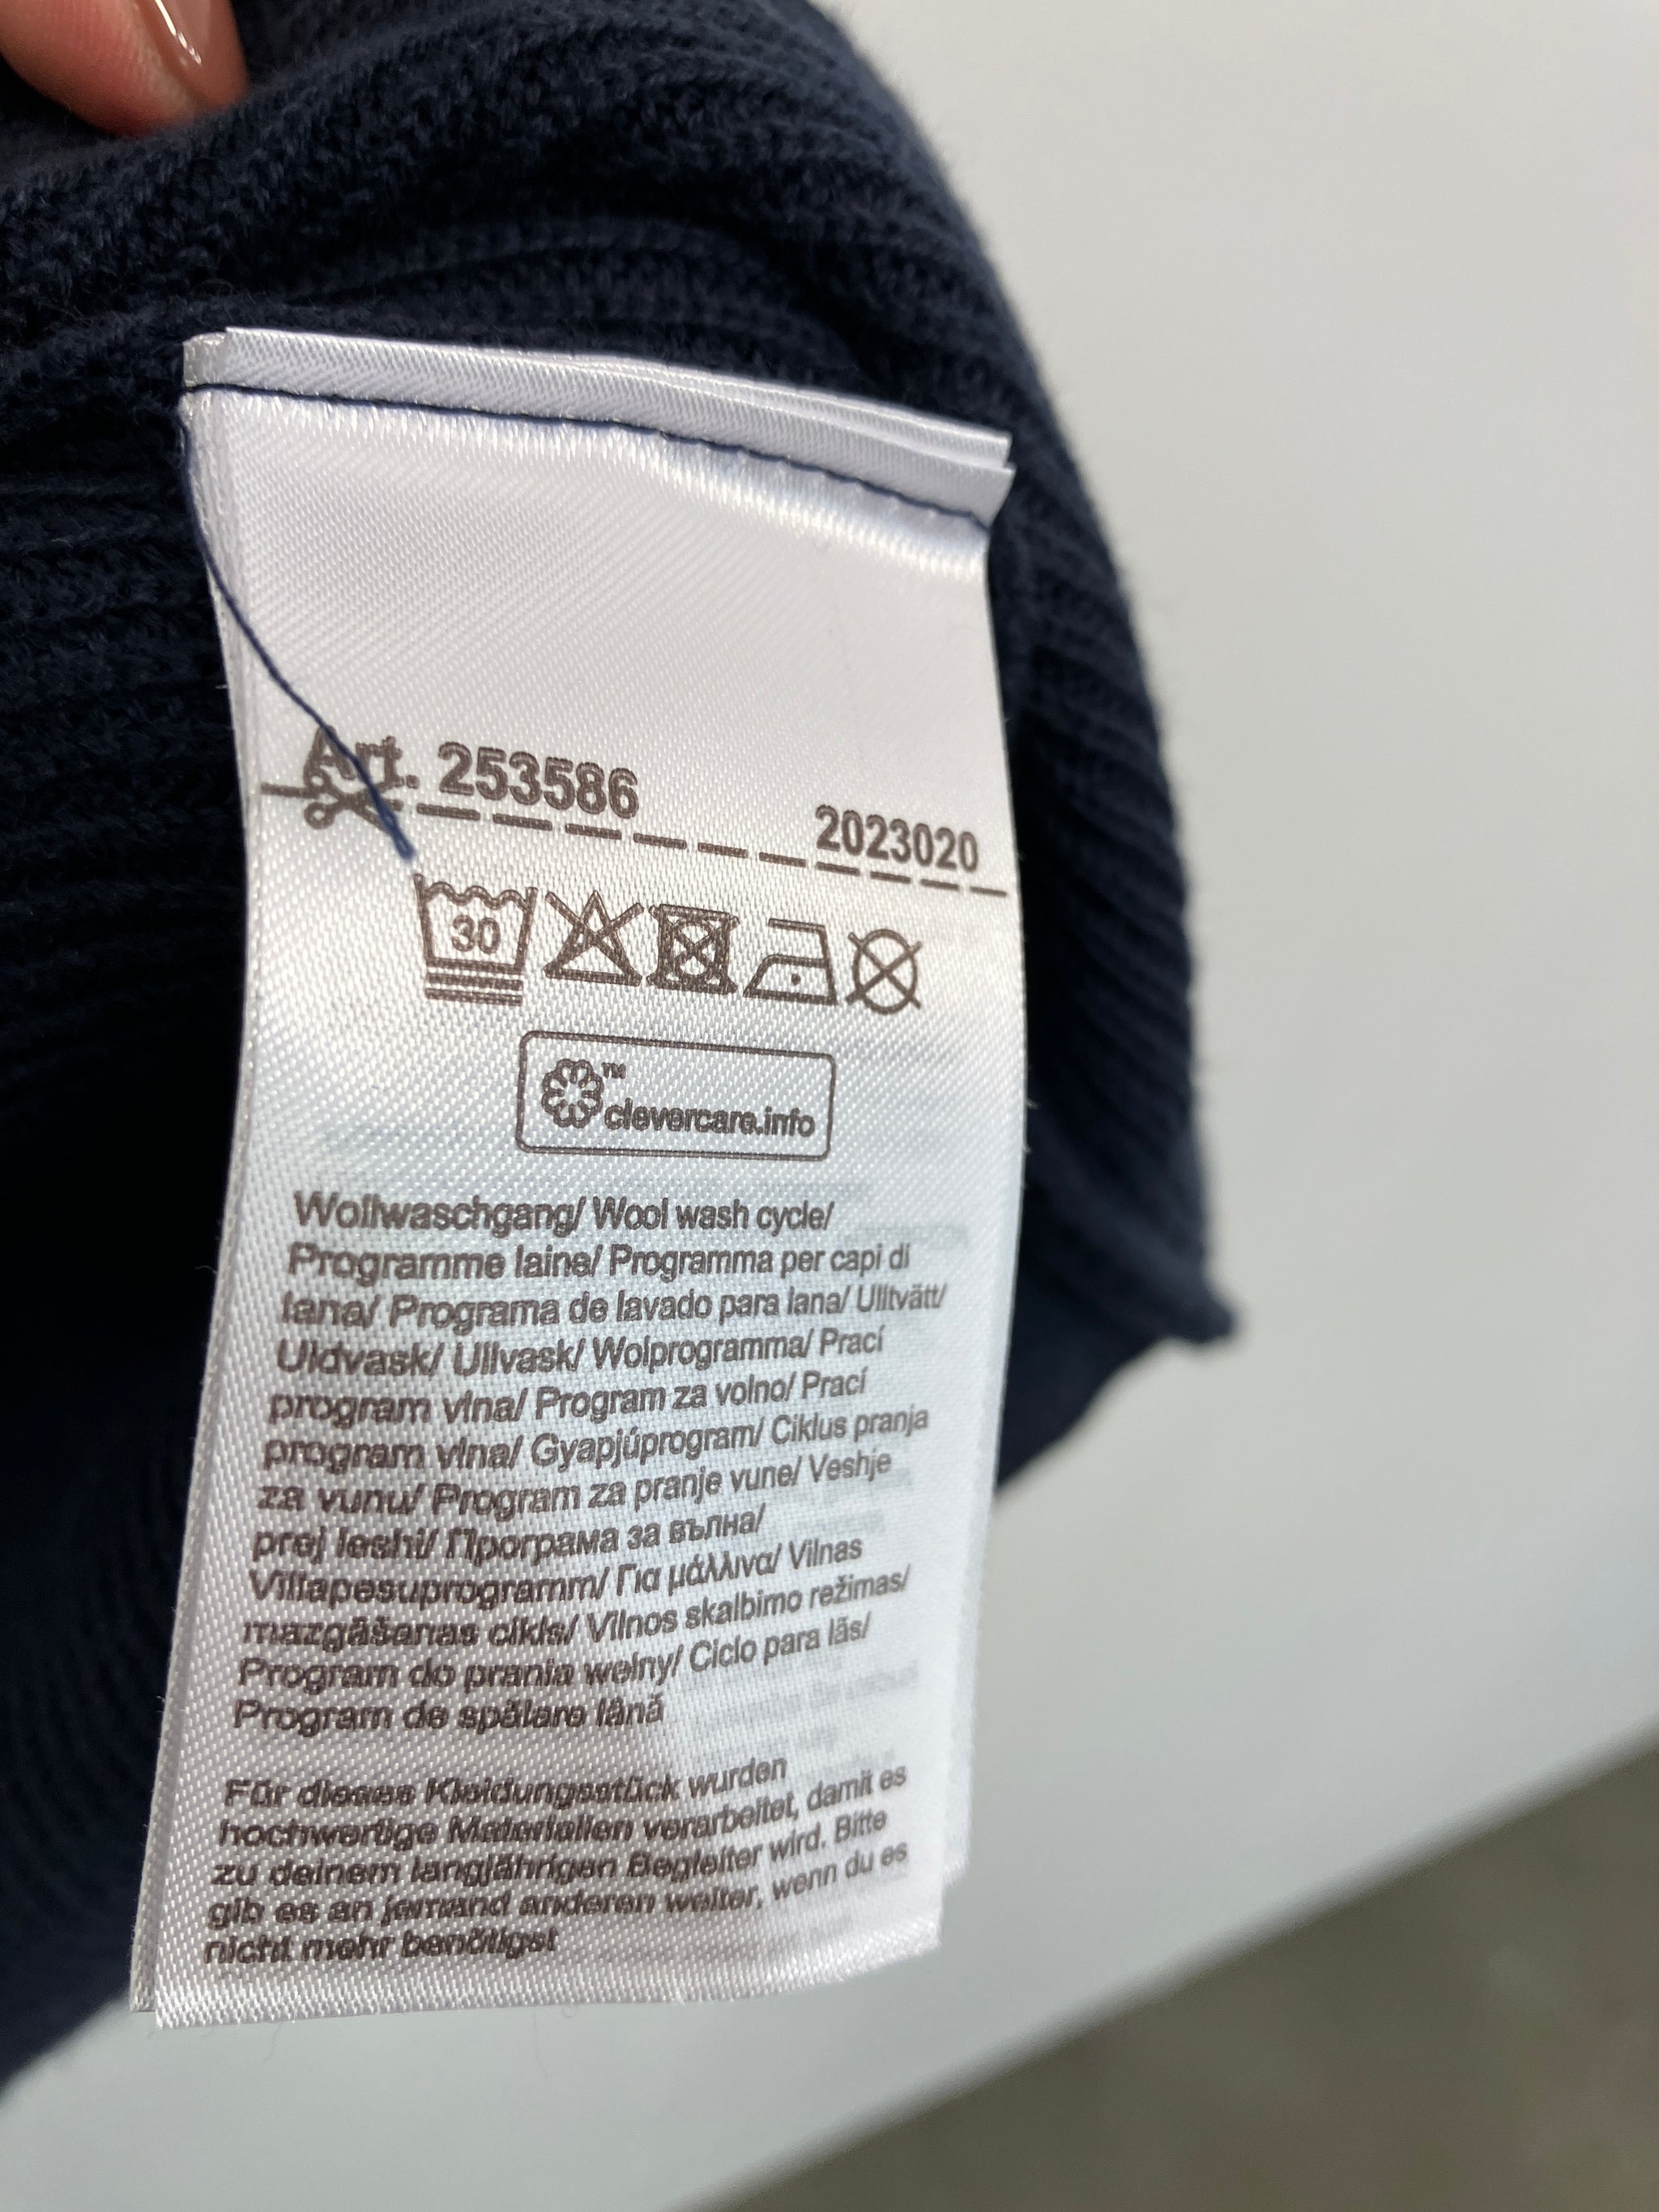 Art. 253586
2023020
30
™
clevercare.info
Wollwaschgang/ Wool wash cycle/
Programme laine/ Programma per capi di
lana/ Programa de lavado para lana/ Ulltvätt/
Uldvask/ Ullvask/ Wolprogramma/ Prací
program vlna/ Program za volno/ Prací
program vlna/ Gyapjúprogram/ Ciklus pranja
za vunu/ Program za pranje vune/ Veshje
prej leshi/ Програма за вълна/
Villapesuprogramm/ Για μάλλινα/ Vilnas
mazgāšanas cikls/ Vilnos skalbimo režimas/
Program do prania wełny/ Ciclo para lãs/
Program de spălare lână
Für dieses Kleidungsstück wurden
hochwertige Materialien verarbeitet, damit es
zu deinem langjährigen Begleiter wird. Bitte
gib es an jemand anderen weiter, wenn du es
nicht mehr benötigst